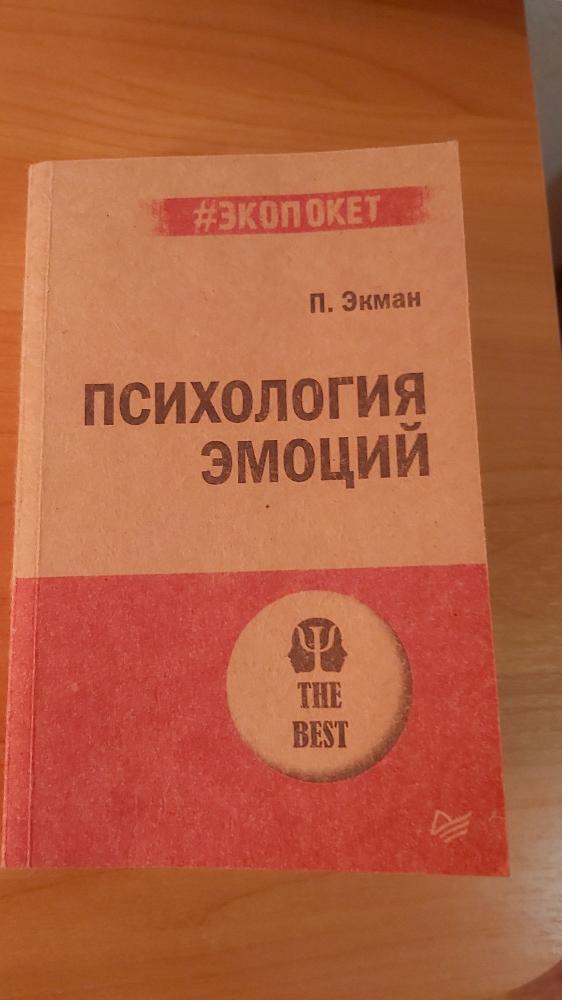 #ЭКОПОКЕТ
П. Экман
ПСИХОЛОГИЯ
ЭМОЦИЙ
THE
BEST